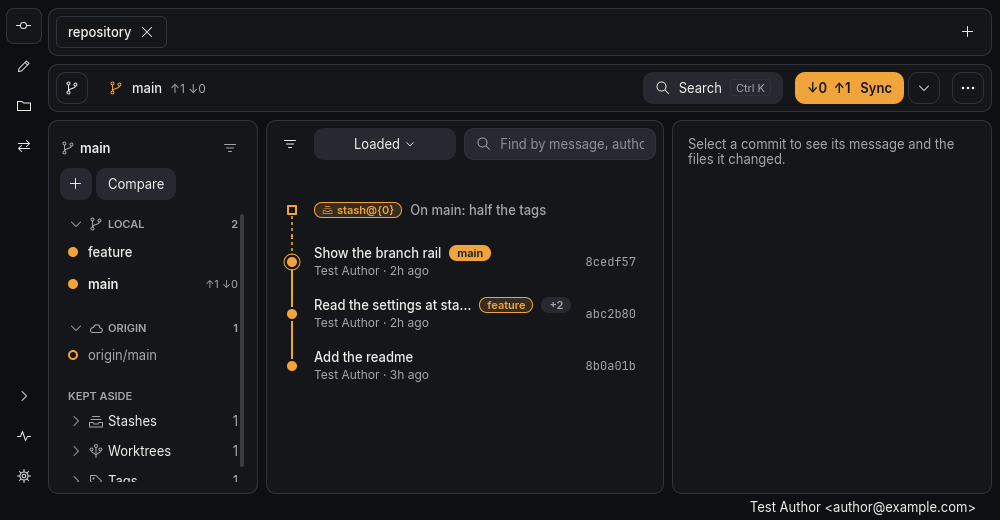 repository
main ↑1 ↓0
Search Ctrl K
↓0 ↑1 Sync
main
Compare
LOCAL 2
feature
main ↑1 ↓0
ORIGIN 1
origin/main
KEPT ASIDE
Stashes 1
Worktrees 1
Tags 1
Loaded
Find by message, autho
stash@{0} On main: half the tags
Show the branch rail main
Test Author · 2h ago 8cedf57
Read the settings at sta… feature +2
Test Author · 2h ago abc2b80
Add the readme
Test Author · 3h ago 8b0a01b
Select a commit to see its message and the
files it changed.
Test Author <author@example.com>